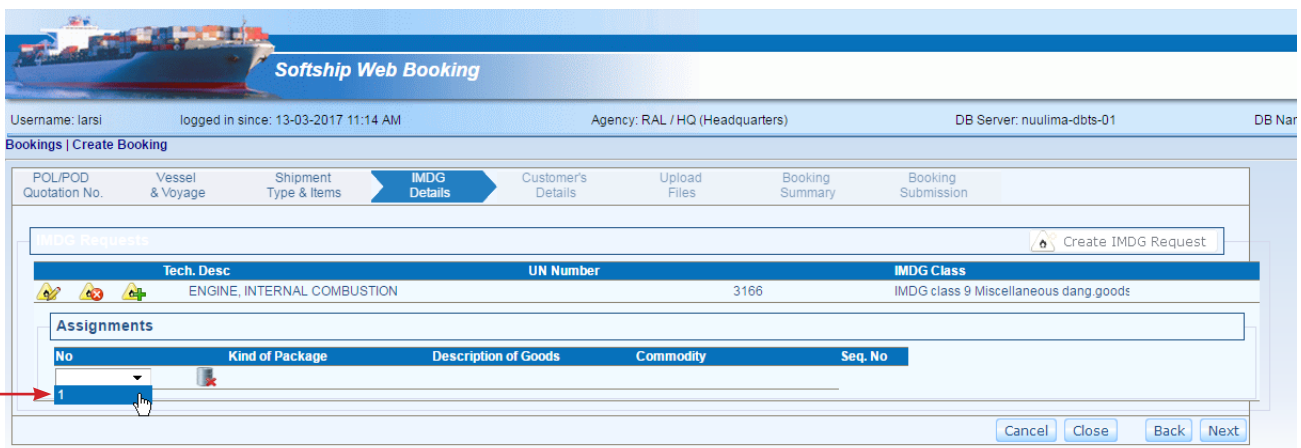 Softship Web Booking
Username: larsi logged in since: 13-03-2017 11:14 AM Agency: RAL / HQ (Headquarters) DB Server: nuulima-dbts-01 DB Nar
Bookings | Create Booking
POL/POD Vessel Shipment IMDG Customer's Upload Booking Booking
Quotation No. & Voyage Type & Items Details Details Files Summary Submission
IMDG Requests Create IMDG Request
Tech. Desc UN Number IMDG Class
ENGINE, INTERNAL COMBUSTION 3166 IMDG class 9 Miscellaneous dang.goods
Assignments
No Kind of Package Description of Goods Commodity Seq. No
1
Cancel Close Back Next